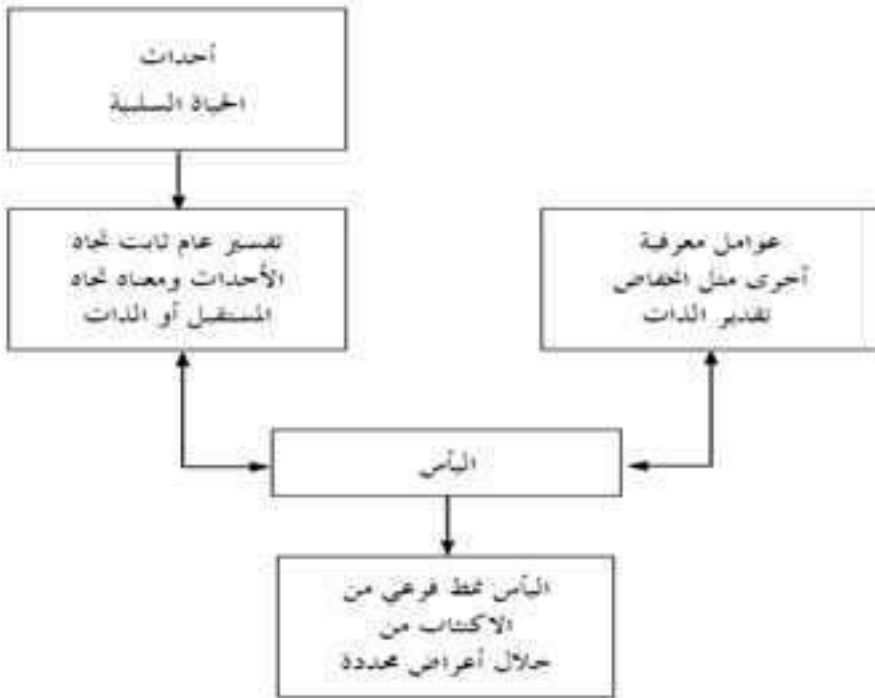 أحداث
الحياة السلبية
تفسير عام ثابت تجاه
الأحداث ومعناه تجاه
المستقبل أو الذات
عوامل معرفية
أخرى مثل انخفاض
تقدير الذات
اليأس
اليأس نمط فرعي من
الاكتئاب من
خلال أعراض محددة